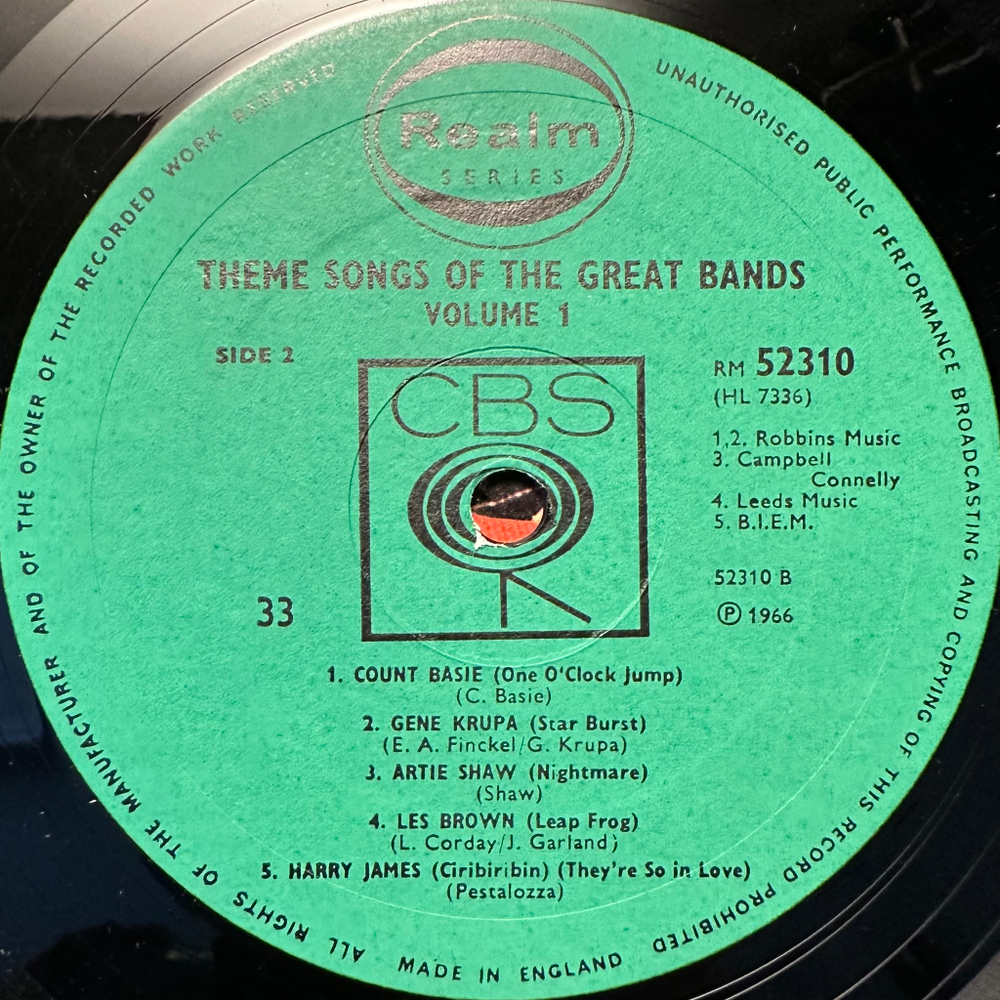 Realm
SERIES
THEME SONGS OF THE GREAT BANDS
VOLUME 1
SIDE 2
CBS
RM 52310
(HL 7336)
1,2. Robbins Music
3. Campbell
Connelly
4. Leeds Music
5. B.I.E.M.
52310 B
Ⓟ 1966
33
1. COUNT BASIE (One O'Clock Jump)
(C. Basie)
2. GENE KRUPA (Star Burst)
(E. A. Finckel/G. Krupa)
3. ARTIE SHAW (Nightmare)
(Shaw)
4. LES BROWN (Leap Frog)
(L. Corday/J. Garland)
5. HARRY JAMES (Ciribiribin) (They're So in Love)
(Pestalozza)
ALL RIGHTS OF THE MANUFACTURER AND OF THE OWNER OF THE RECORDED WORK RESERVED
UNAUTHORISED PUBLIC PERFORMANCE BROADCASTING AND COPYING OF THIS RECORD PROHIBITED
MADE IN ENGLAND